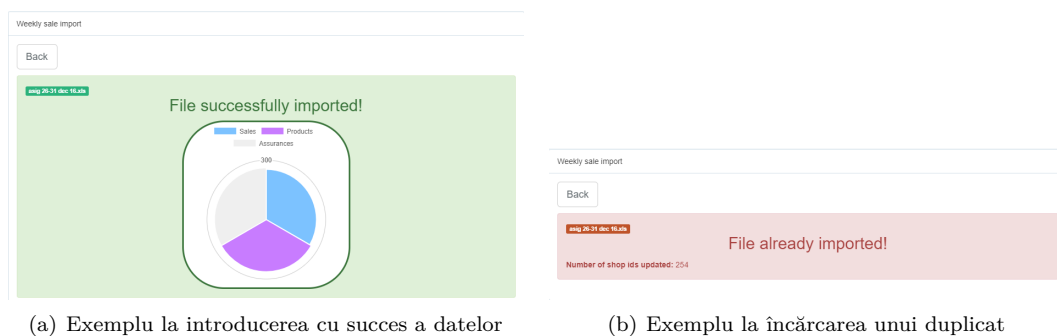 Weekly sale import
Back
asig 26-31 dec 16.xls
File successfully imported!
Sales Products
Assurances
300
(a) Exemplu la introducerea cu succes a datelor
Weekly sale import
Back
asig 26-31 dec 16.xls
File already imported!
Number of shop ids updated: 254
(b) Exemplu la încărcarea unui duplicat